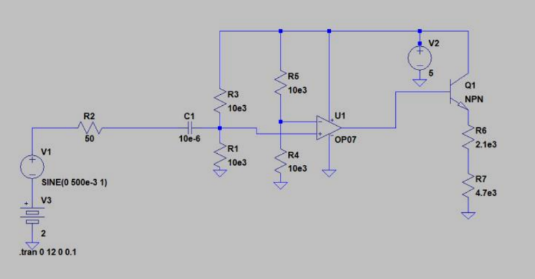 V2
5
Q1
NPN
R5
10e3
R3
10e3
U1
OP07
R2
50
C1
10e-6
R6
2.1e3
V1
SINE(0 500e-3 1)
R1
10e3
R4
10e3
R7
4.7e3
V3
2
.tran 0 12 0 0.1